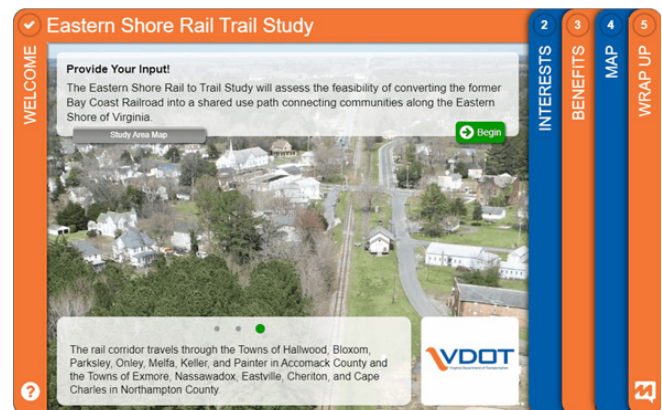 Eastern Shore Rail Trail Study
WELCOME
Provide Your Input!
The Eastern Shore Rail to Trail Study will assess the feasibility of converting the former
Bay Coast Railroad into a shared use path connecting communities along the Eastern
Shore of Virginia.
Study Area Map
Begin
The rail corridor travels through the Towns of Hallwood, Bloxom,
Parksley, Onley, Melfa, Keller, and Painter in Accomack County and
the Towns of Exmore, Nassawadox, Eastville, Cheriton, and Cape
Charles in Northampton County.
VDOT
Virginia Department of Transportation
?
2
INTERESTS
3
BENEFITS
4
MAP
5
WRAP UP